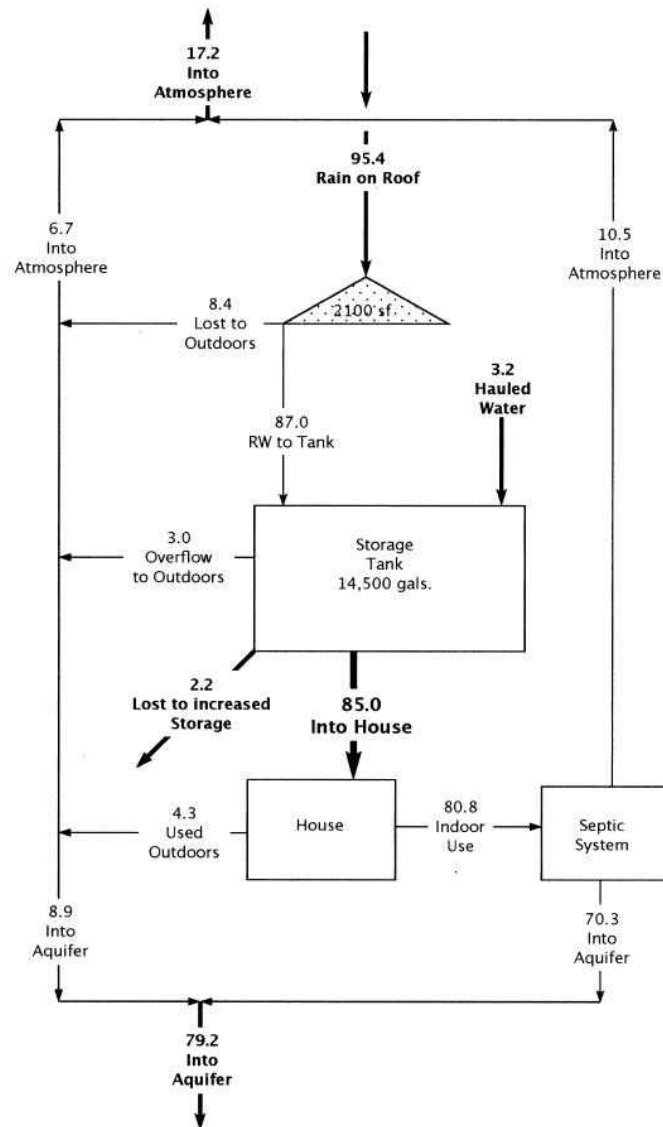 17.2
Into
Atmosphere
95.4
Rain on Roof
6.7
Into
Atmosphere
10.5
Into
Atmosphere
8.4
Lost to
Outdoors
2100 sf
3.2
Hauled
Water
87.0
RW to Tank
3.0
Overflow
to Outdoors
Storage
Tank
14,500 gals.
2.2
Lost to increased
Storage
85.0
Into House
4.3
Used
Outdoors
House
80.8
Indoor
Use
Septic
System
8.9
Into
Aquifer
70.3
Into
Aquifer
79.2
Into
Aquifer